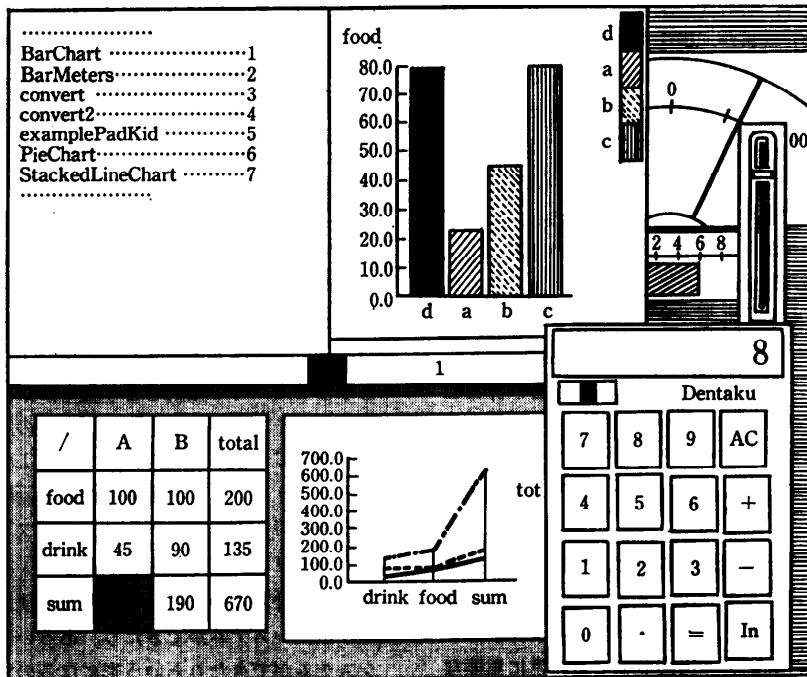 BarChart ························1
BarMeters·······················2
convert ·······················3
convert2·······················4
examplePadKid ··············5
PieChart··························6
StackedLineChart ········7
food
80.0
70.0
60.0
50.0
40.0
30.0
20.0
10.0
0.0
d a b c
d
a
b
c
0
00
2 4 6 8
1
8
Dentaku
7 8 9 AC
4 5 6 +
1 2 3 −
0 · = In
/ A B total
food 100 100 200
drink 45 90 135
sum 190 670
700.0
600.0
500.0
400.0
300.0
200.0
100.0
0.0
drink food sum
tot